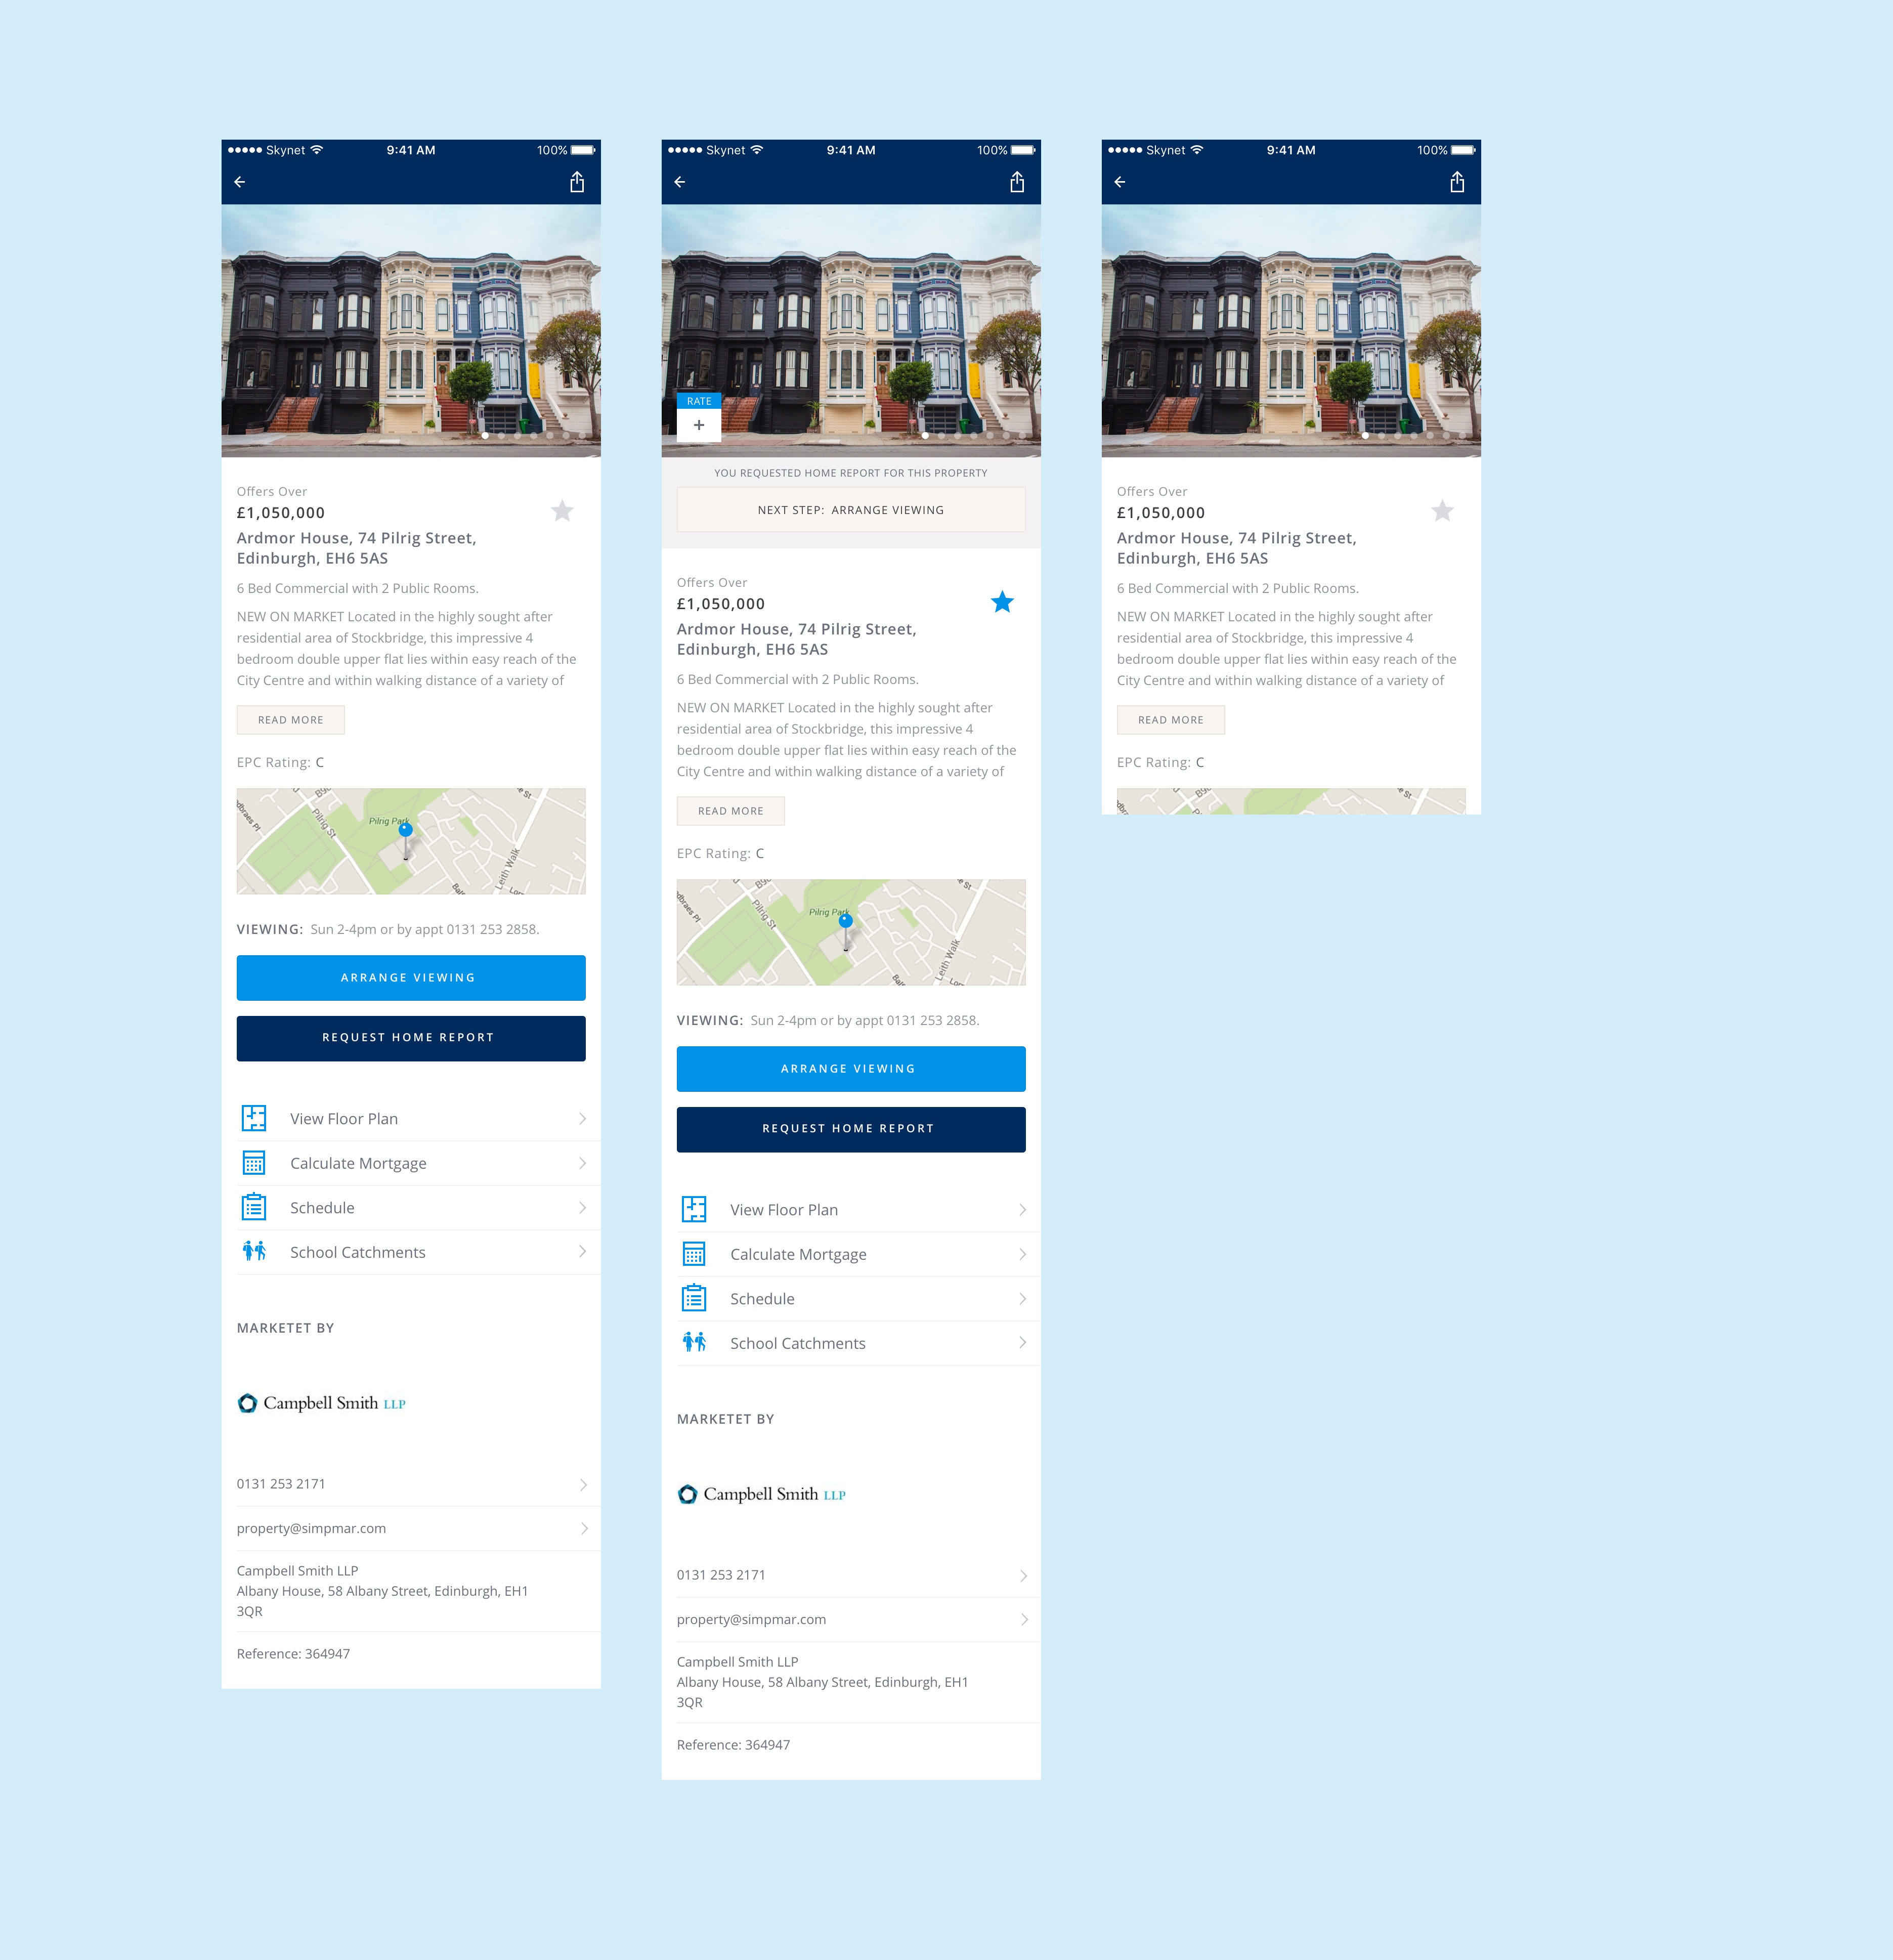 Skynet 9:41 AM 100%
Offers Over
£1,050,000
Ardmor House, 74 Pilrig Street,
Edinburgh, EH6 5AS
6 Bed Commercial with 2 Public Rooms.
NEW ON MARKET Located in the highly sought after
residential area of Stockbridge, this impressive 4
bedroom double upper flat lies within easy reach of the
City Centre and within walking distance of a variety of
READ MORE
EPC Rating: C
Pilrig St
Pilrig Park
Leith Walk
VIEWING: Sun 2-4pm or by appt 0131 253 2858.
ARRANGE VIEWING
REQUEST HOME REPORT
View Floor Plan
Calculate Mortgage
Schedule
School Catchments
MARKETET BY
Campbell Smith LLP
0131 253 2171
property@simpmar.com
Campbell Smith LLP
Albany House, 58 Albany Street, Edinburgh, EH1
3QR
Reference: 364947
Skynet 9:41 AM 100%
RATE
+
YOU REQUESTED HOME REPORT FOR THIS PROPERTY
NEXT STEP: ARRANGE VIEWING
Offers Over
£1,050,000
Ardmor House, 74 Pilrig Street,
Edinburgh, EH6 5AS
6 Bed Commercial with 2 Public Rooms.
NEW ON MARKET Located in the highly sought after
residential area of Stockbridge, this impressive 4
bedroom double upper flat lies within easy reach of the
City Centre and within walking distance of a variety of
READ MORE
EPC Rating: C
Pilrig St
Pilrig Park
Leith Walk
VIEWING: Sun 2-4pm or by appt 0131 253 2858.
ARRANGE VIEWING
REQUEST HOME REPORT
View Floor Plan
Calculate Mortgage
Schedule
School Catchments
MARKETET BY
Campbell Smith LLP
0131 253 2171
property@simpmar.com
Campbell Smith LLP
Albany House, 58 Albany Street, Edinburgh, EH1
3QR
Reference: 364947
Skynet 9:41 AM 100%
Offers Over
£1,050,000
Ardmor House, 74 Pilrig Street,
Edinburgh, EH6 5AS
6 Bed Commercial with 2 Public Rooms.
NEW ON MARKET Located in the highly sought after
residential area of Stockbridge, this impressive 4
bedroom double upper flat lies within easy reach of the
City Centre and within walking distance of a variety of
READ MORE
EPC Rating: C